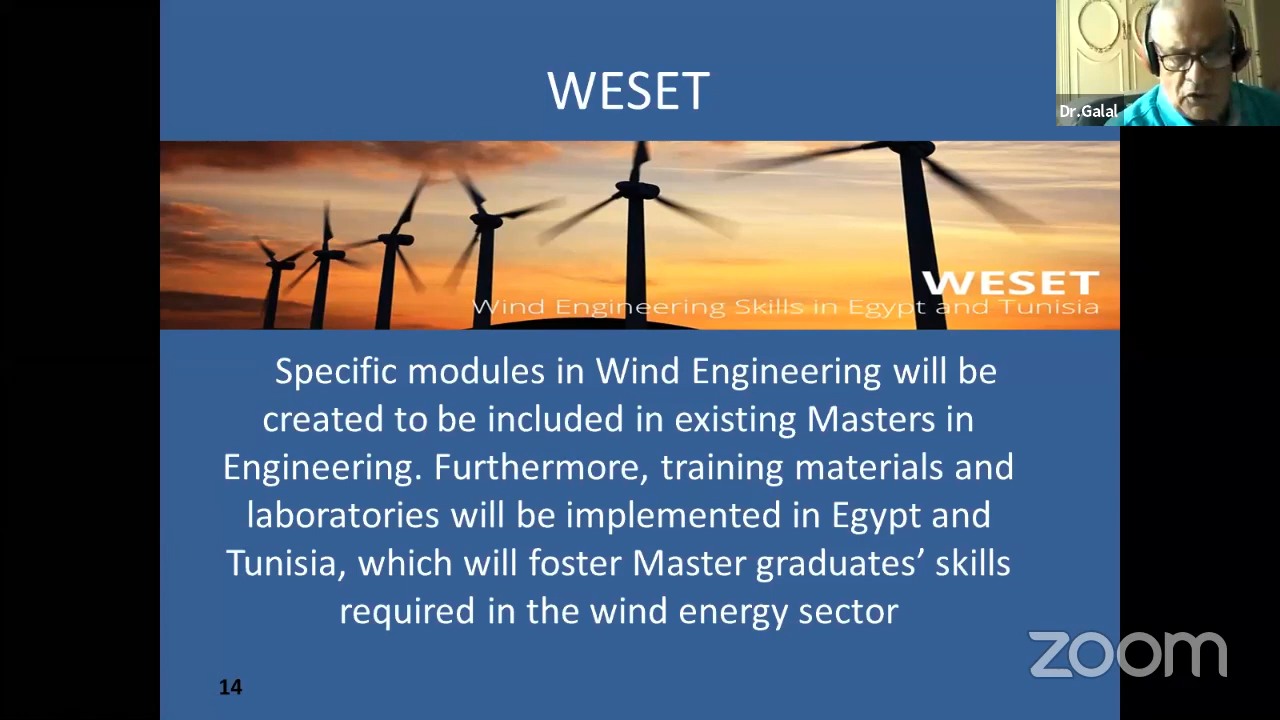 WESET
Dr.Galal
WESET
Wind Engineering Skills in Egypt and Tunisia
Specific modules in Wind Engineering will be
created to be included in existing Masters in
Engineering. Furthermore, training materials and
laboratories will be implemented in Egypt and
Tunisia, which will foster Master graduates’ skills
required in the wind energy sector
zoom
14